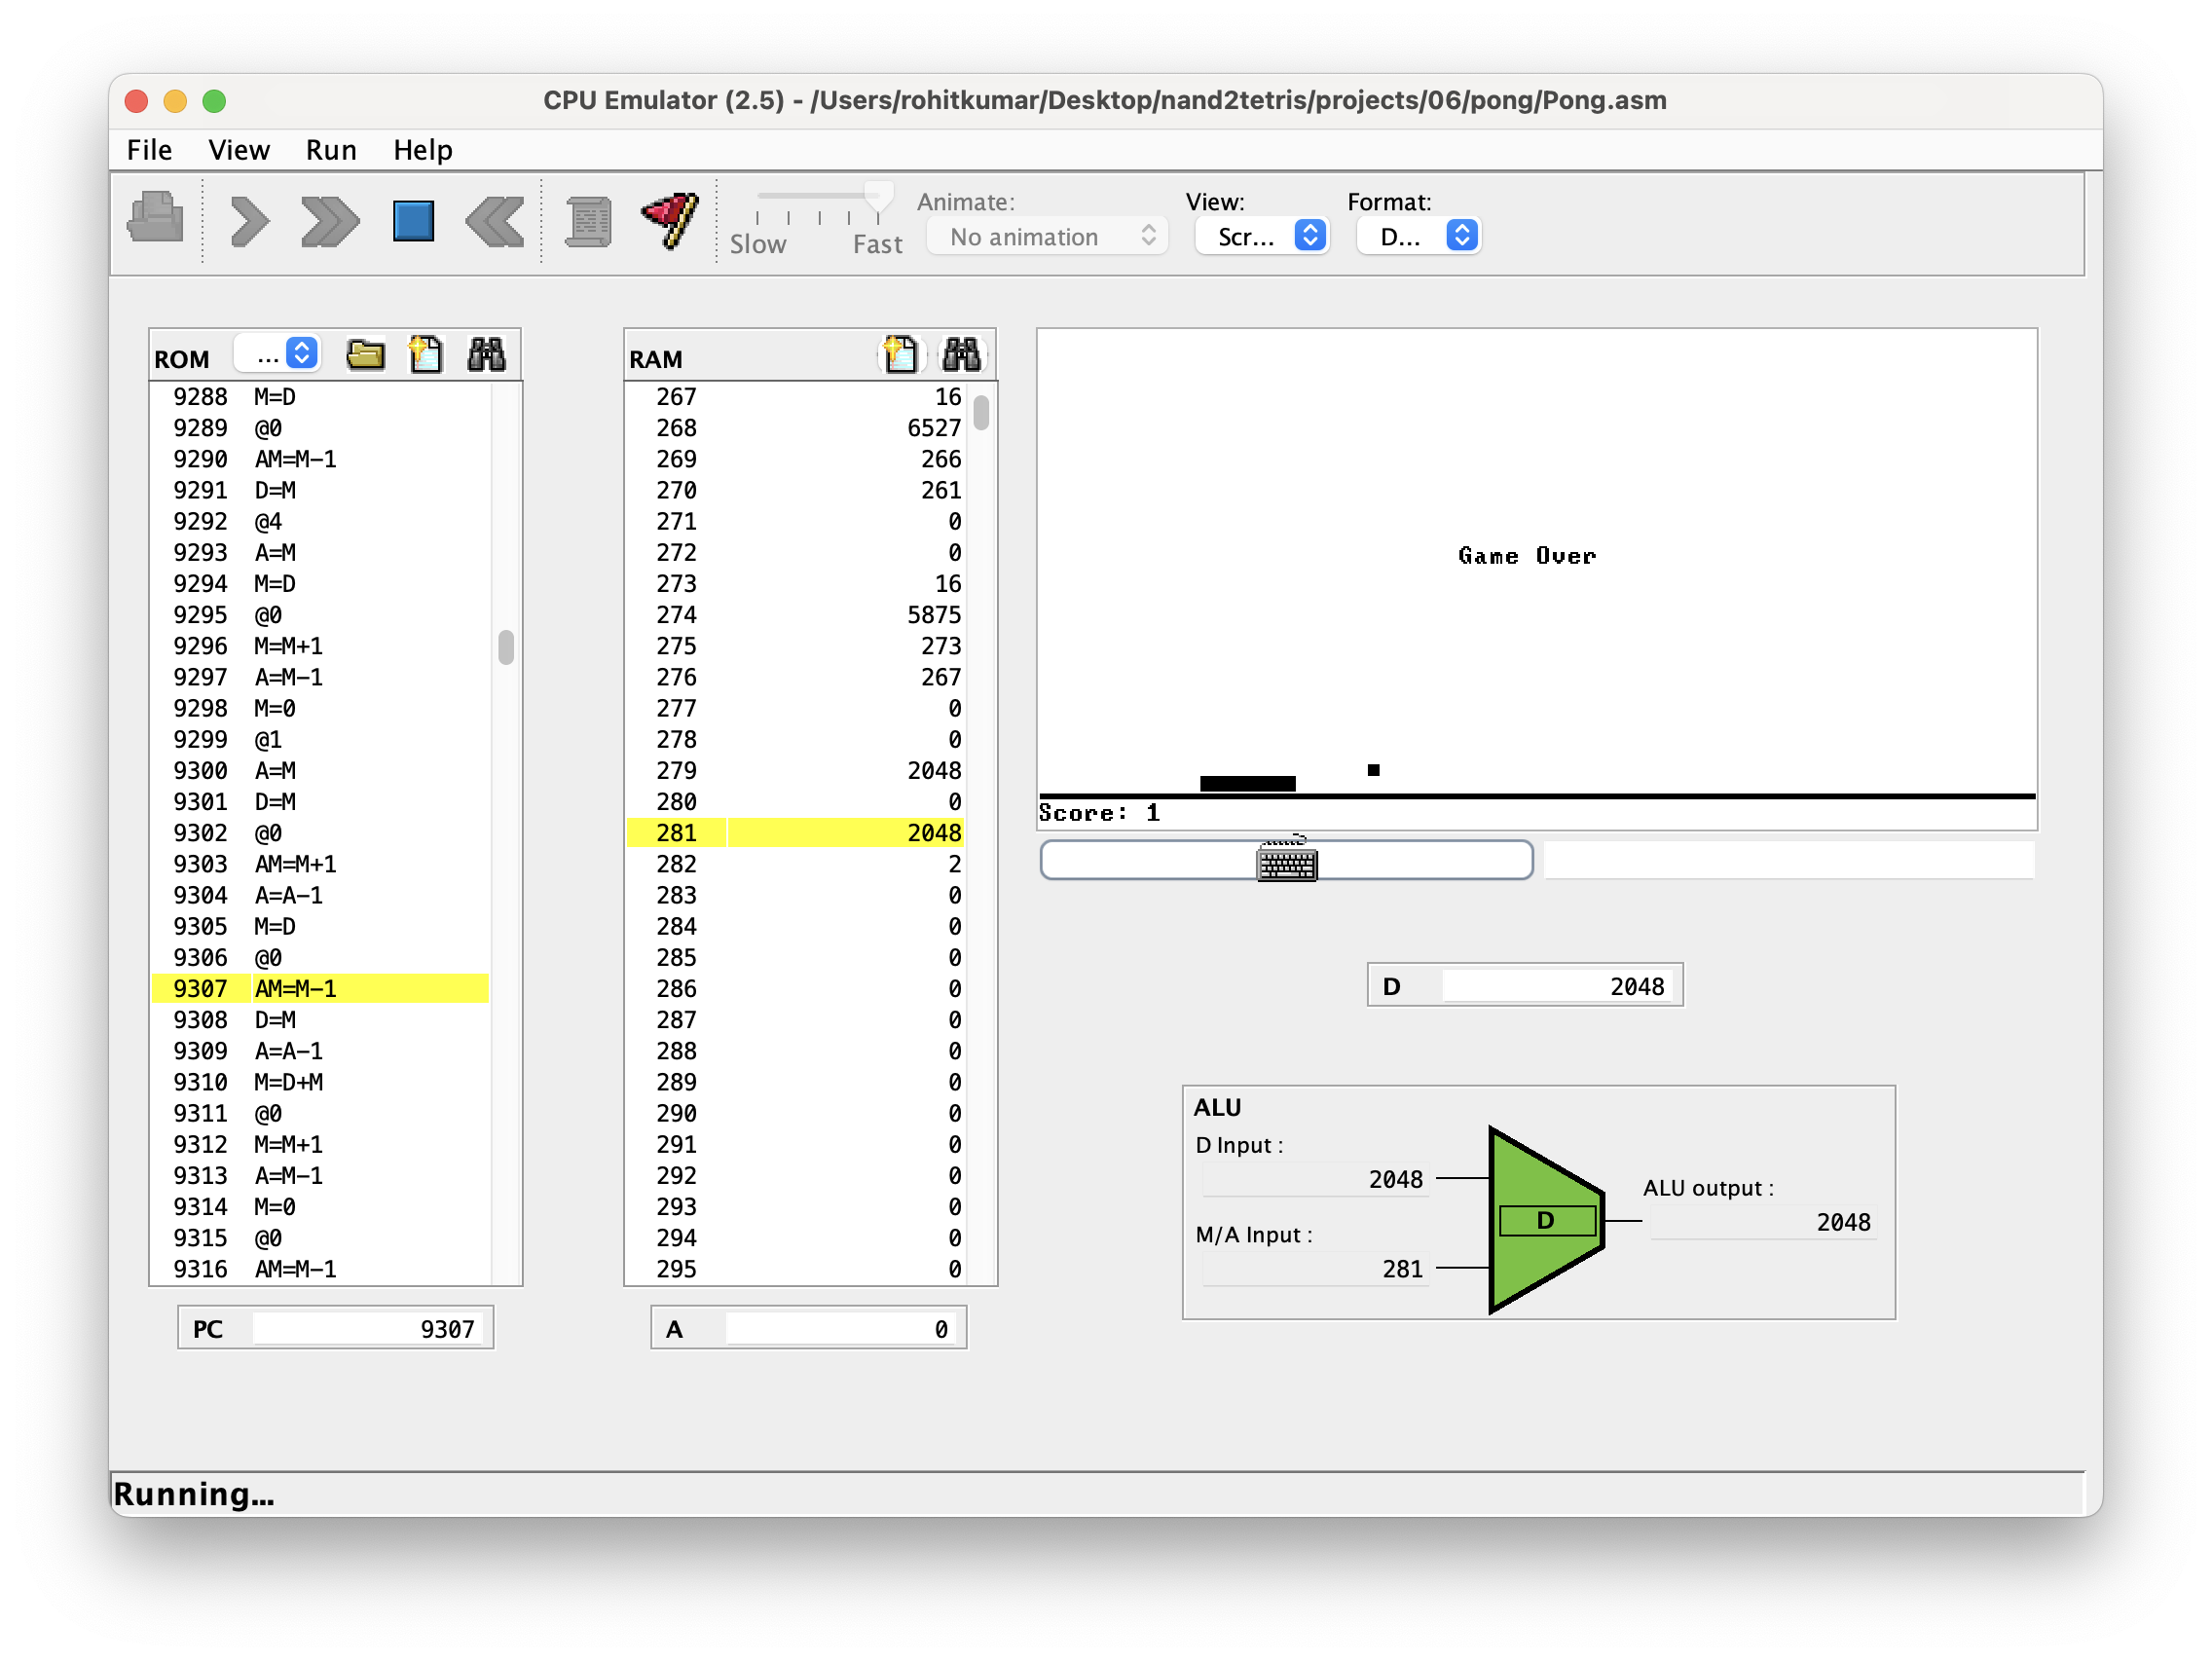 CPU Emulator (2.5) - /Users/rohitkumar/Desktop/nand2tetris/projects/06/pong/Pong.asm
File View Run Help
Slow Fast
Animate:
No animation
View:
Scr...
Format:
D...
ROM ...
9288 M=D
9289 @0
9290 AM=M-1
9291 D=M
9292 @4
9293 A=M
9294 M=D
9295 @0
9296 M=M+1
9297 A=M-1
9298 M=0
9299 @1
9300 A=M
9301 D=M
9302 @0
9303 AM=M+1
9304 A=A-1
9305 M=D
9306 @0
9307 AM=M-1
9308 D=M
9309 A=A-1
9310 M=D+M
9311 @0
9312 M=M+1
9313 A=M-1
9314 M=0
9315 @0
9316 AM=M-1
PC 9307
RAM
267 16
268 6527
269 266
270 261
271 0
272 0
273 16
274 5875
275 273
276 267
277 0
278 0
279 2048
280 0
281 2048
282 2
283 0
284 0
285 0
286 0
287 0
288 0
289 0
290 0
291 0
292 0
293 0
294 0
295 0
A 0
Game Over
Score: 1
D 2048
ALU
D Input :
2048
M/A Input :
281
D
ALU output :
2048
Running...